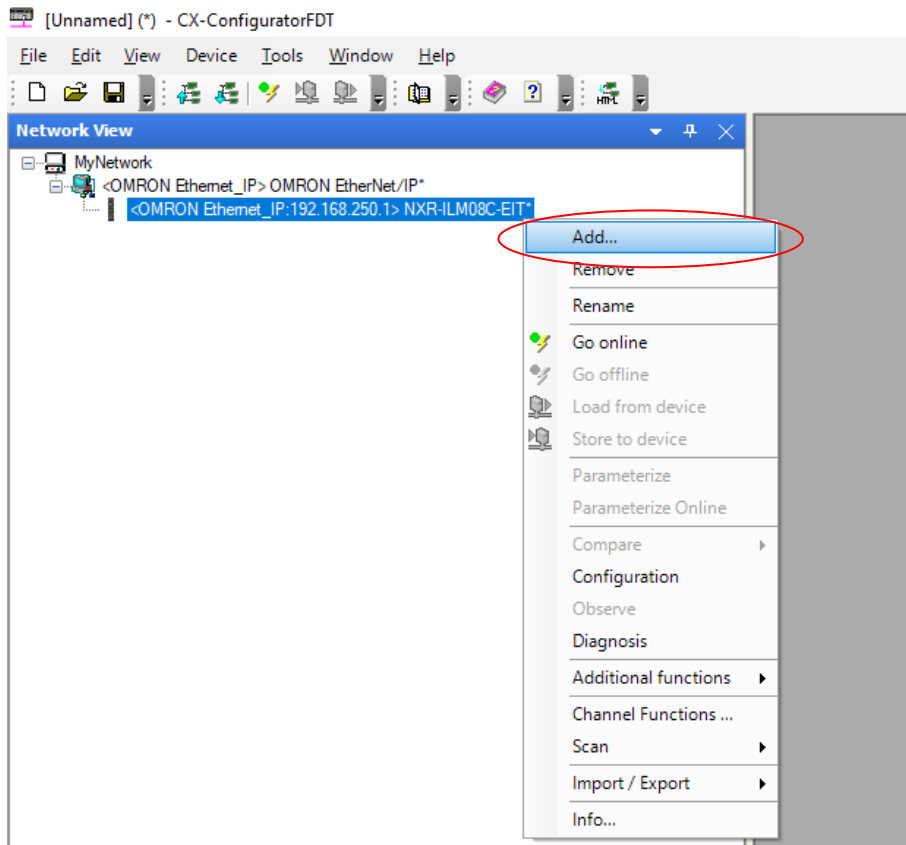 [Unnamed] (*) - CX-ConfiguratorFDT
File Edit View Device Tools Window Help
HTML
Network View
MyNetwork
<OMRON Ethernet_IP> OMRON EtherNet/IP*
<OMRON Ethernet_IP:192.168.250.1> NXR-ILM08C-EIT*
Add...
Remove
Rename
Go online
Go offline
Load from device
Store to device
Parameterize
Parameterize Online
Compare
Configuration
Observe
Diagnosis
Additional functions
Channel Functions ...
Scan
Import / Export
Info...